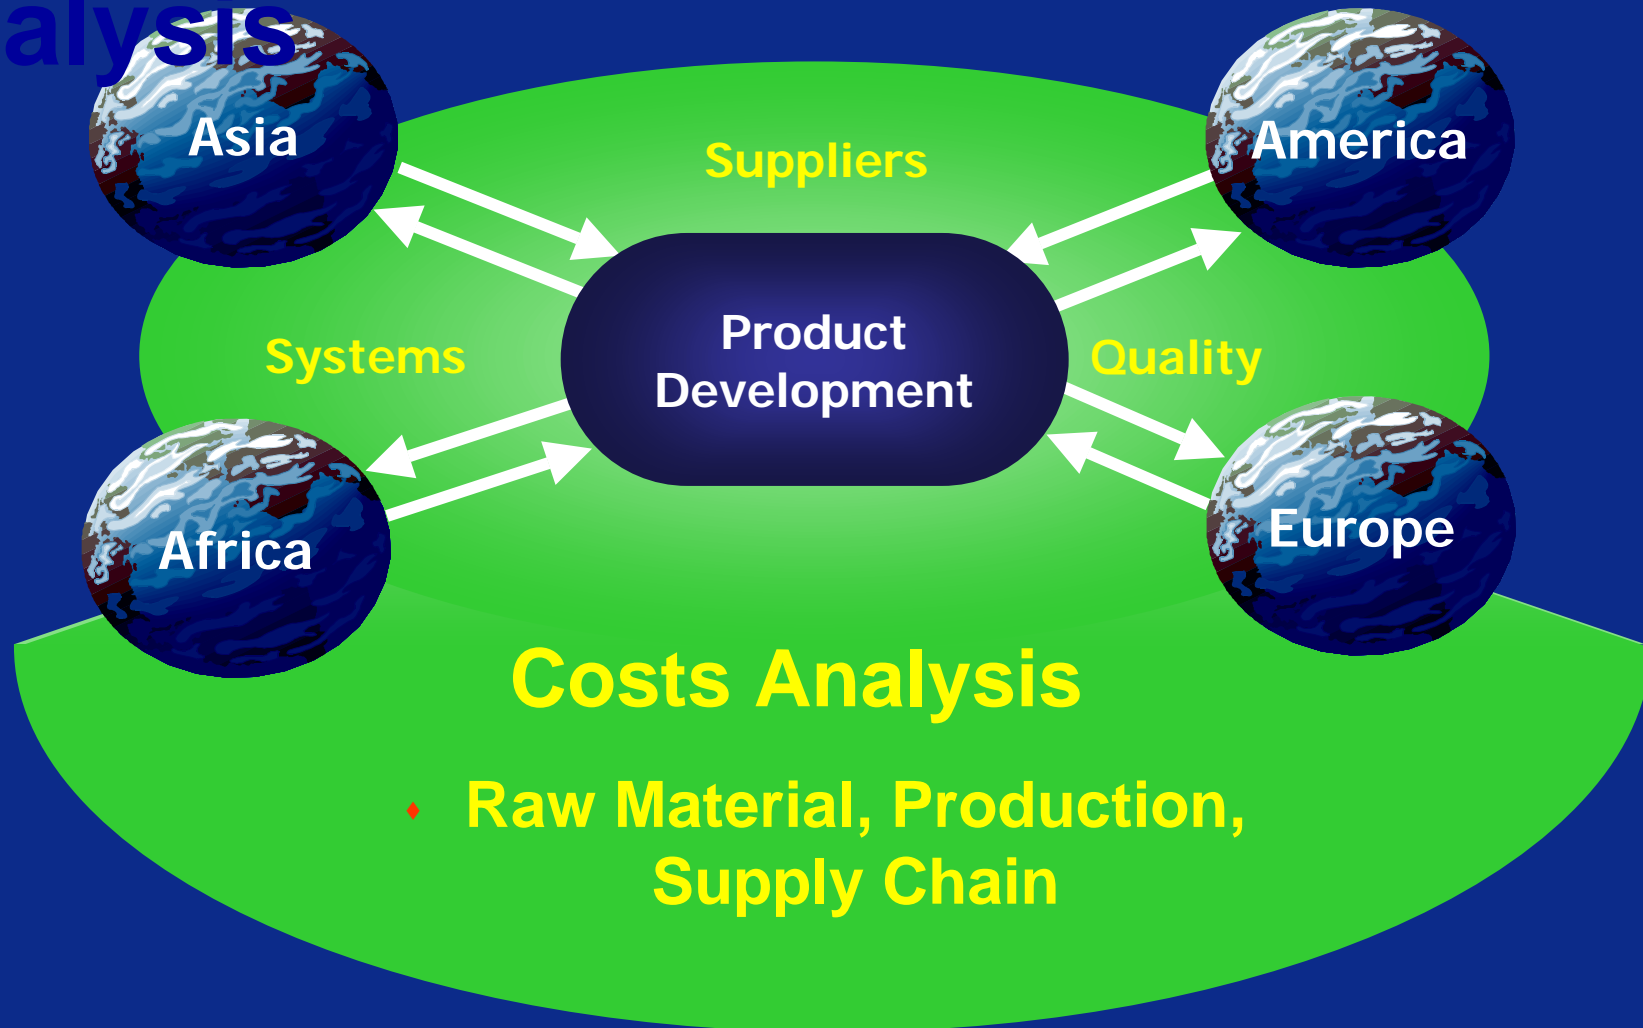 alysis
Asia
America
Suppliers
Systems
Product
Development
Quality
Africa
Europe
Costs Analysis
Raw Material, Production,
Supply Chain